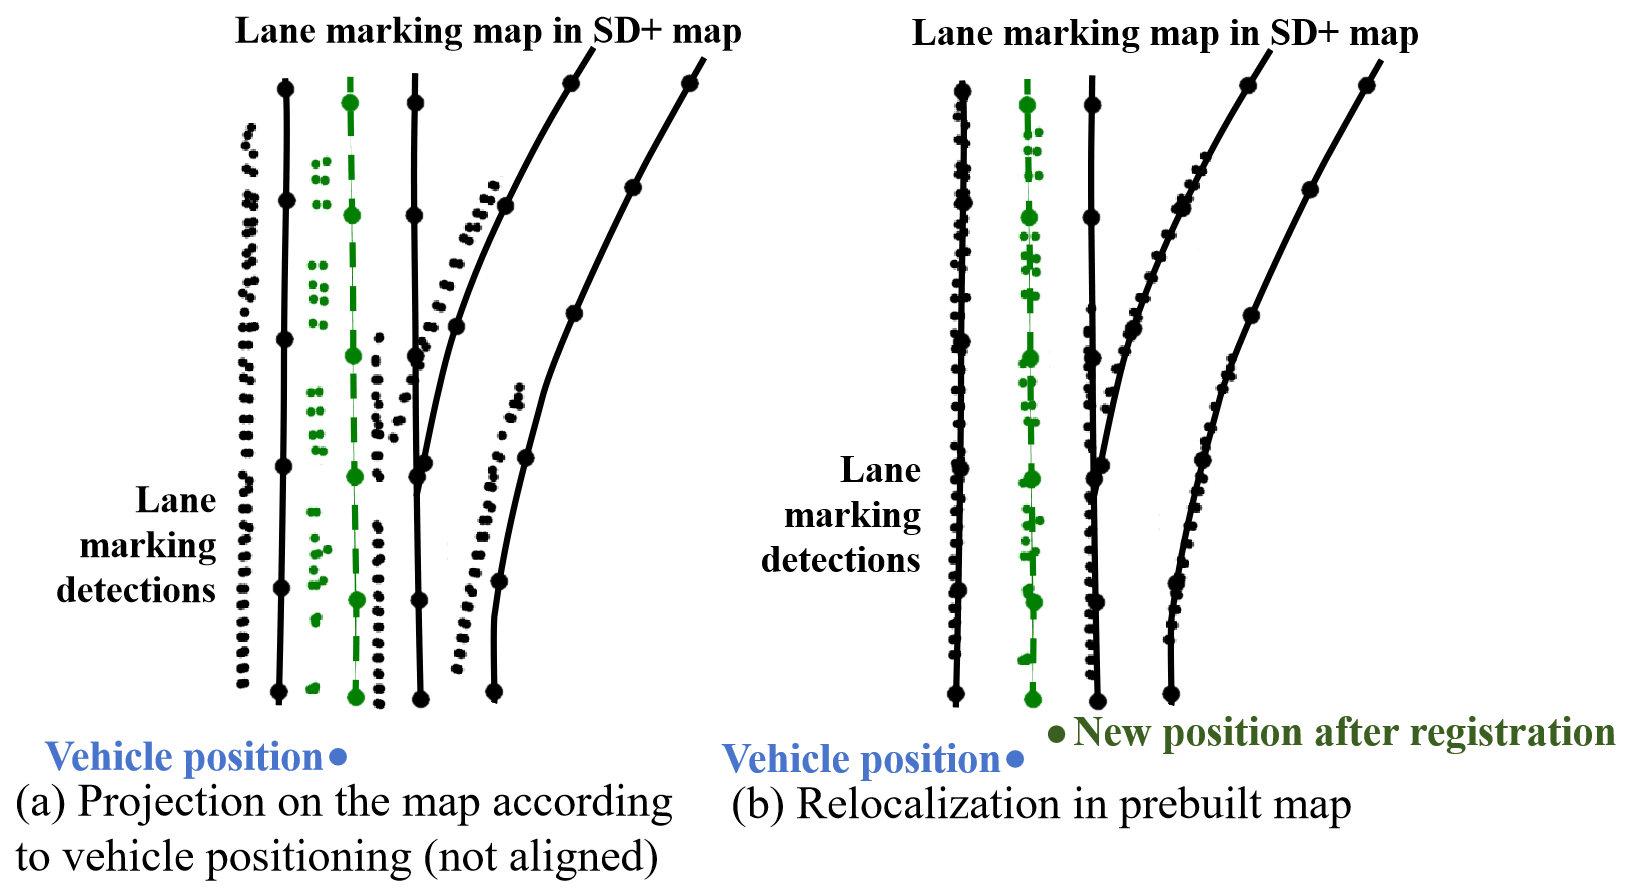 Lane marking map in SD+ map
Lane
marking
detections
Vehicle position
(a) Projection on the map according
to vehicle positioning (not aligned)
Lane marking map in SD+ map
Lane
marking
detections
New position after registration
Vehicle position
(b) Relocalization in prebuilt map